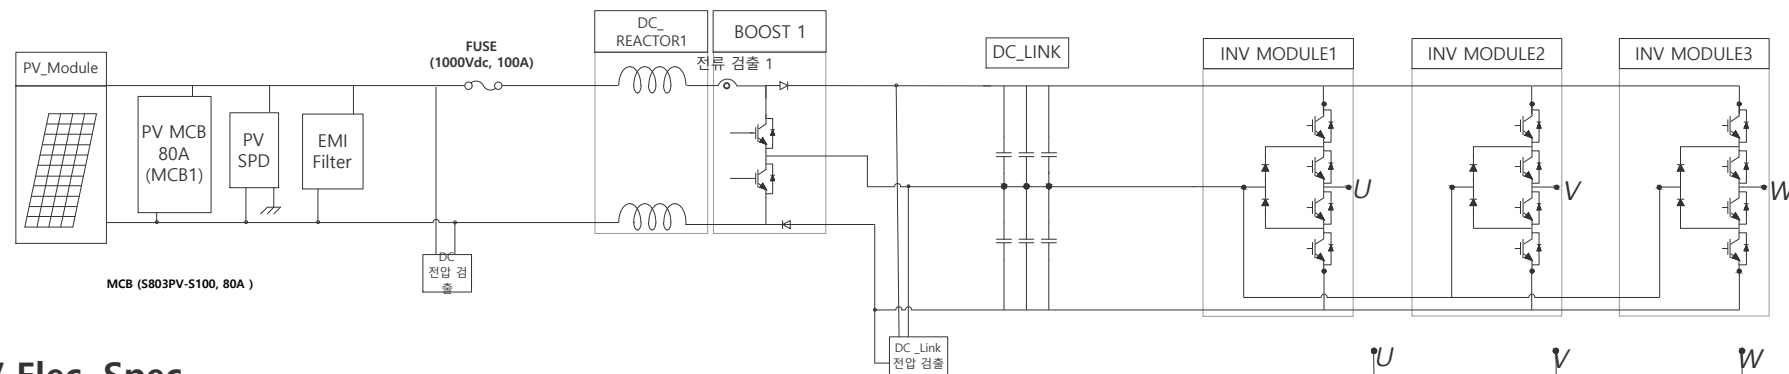 DC_
REACTOR1
BOOST 1
FUSE
(1000Vdc, 100A)
DC_LINK
INV MODULE1
INV MODULE2
INV MODULE3
PV_Module
전류 검출 1
PV MCB
80A
(MCB1)
PV
SPD
EMI
Filter
U
V
W
DC
전압 검
출
MCB (S803PV-S100, 80A )
DC _Link
전압 검출
U
V
W
Elec. Spec